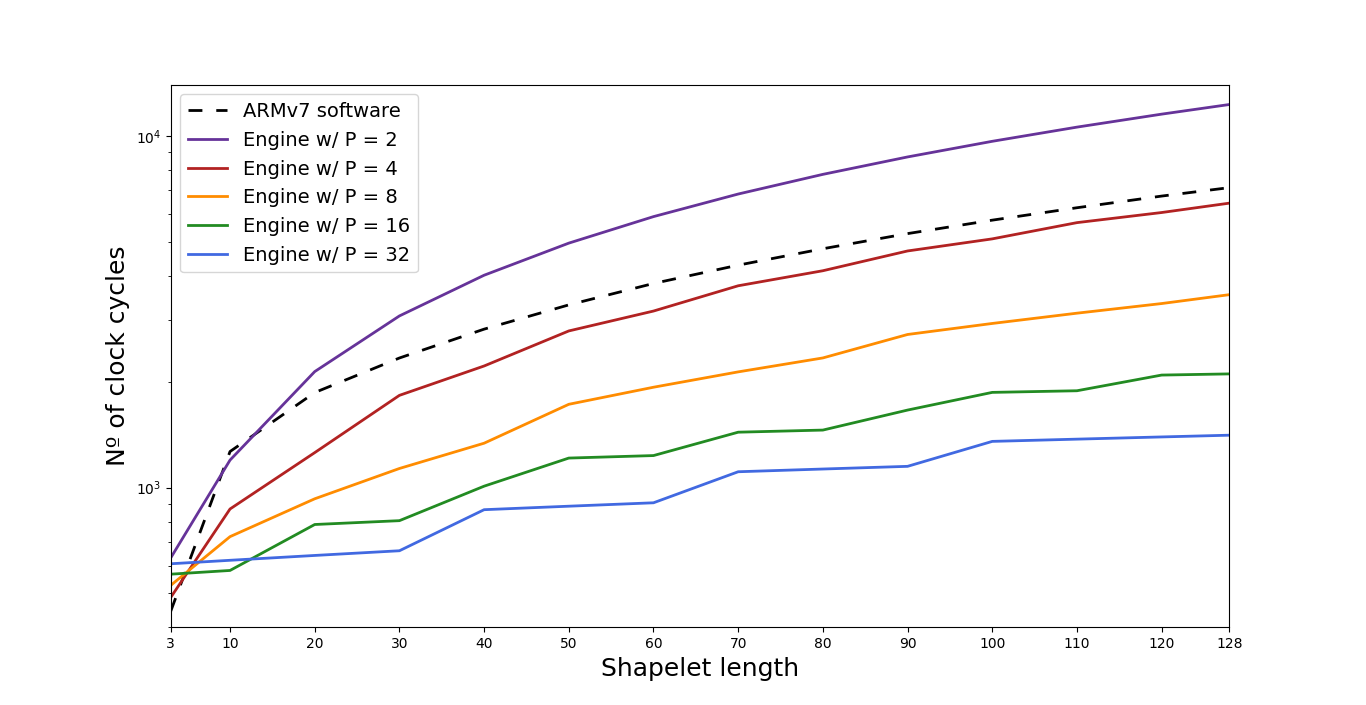 ARMv7 software
Engine w/ P = 2
Engine w/ P = 4
Engine w/ P = 8
Engine w/ P = 16
Engine w/ P = 32
10⁴
10³
Nº of clock cycles
3 10 20 30 40 50 60 70 80 90 100 110 120 128
Shapelet length